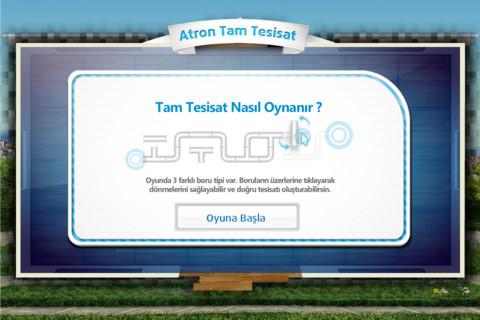 Atron Tam Tesisat
Tam Tesisat Nasıl Oynanır ?
Oyunda 3 farklı boru tipi var. Boruların üzerlerine tıklayarak
dönmelerini sağlayabilir ve doğru tesisatı oluşturabilirsin.
Oyuna Başla